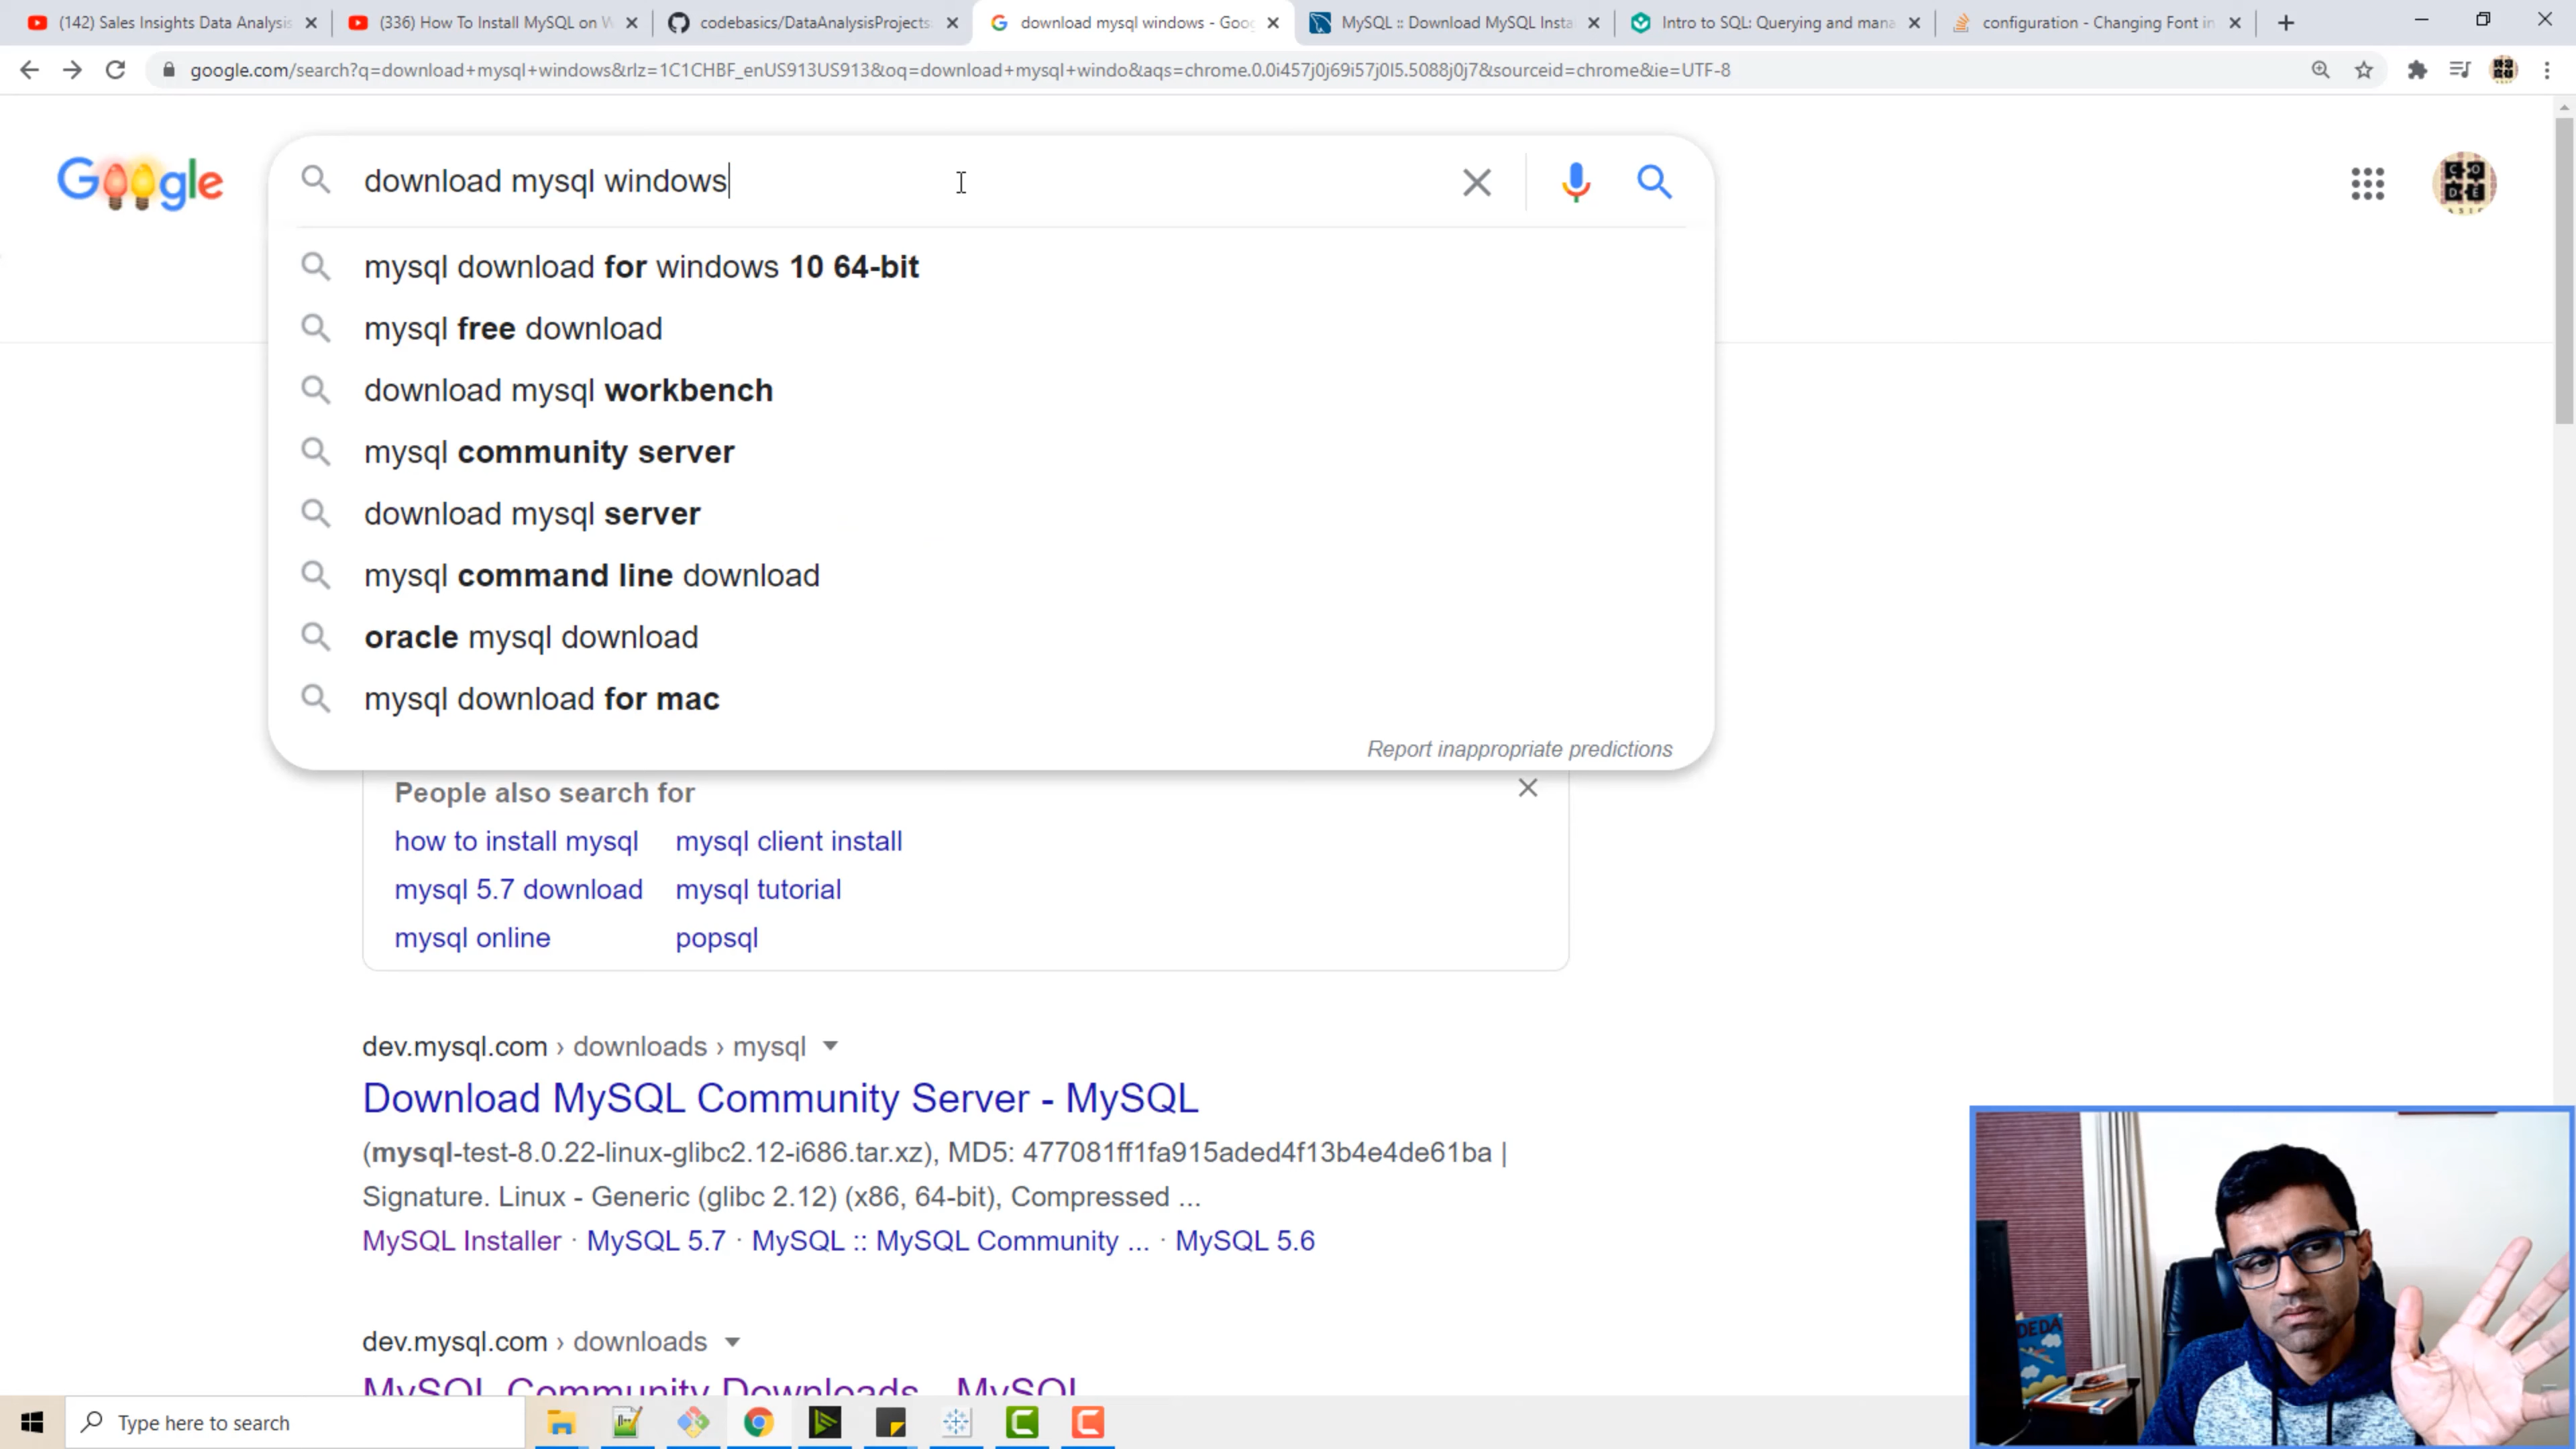 (142) Sales Insights Data Analysis
(336) How To Install MySQL on W
codebasics/DataAnalysisProjects
download mysql windows - Goog
MySQL :: Download MySQL Insta
Intro to SQL: Querying and mana
configuration - Changing Font in
google.com/search?q=download+mysql+windows&rlz=1C1CHBF_enUS913US913&oq=download+mysql+windo&aqs=chrome.0.0i457j0j69i57j0l5.5088j0j7&sourceid=chrome&ie=UTF-8
Google
download mysql windows
CODE
mysql download for windows 10 64-bit
mysql free download
download mysql workbench
mysql community server
download mysql server
mysql command line download
oracle mysql download
mysql download for mac
Report inappropriate predictions
People also search for
how to install mysql mysql client install
mysql 5.7 download mysql tutorial
mysql online popsql
dev.mysql.com › downloads › mysql
Download MySQL Community Server - MySQL
(mysql-test-8.0.22-linux-glibc2.12-i686.tar.xz), MD5: 477081ff1fa915aded4f13b4e4de61ba |
Signature. Linux - Generic (glibc 2.12) (x86, 64-bit), Compressed ...
MySQL Installer · MySQL 5.7 · MySQL :: MySQL Community ... · MySQL 5.6
dev.mysql.com › downloads
MySQL Community Downloads - MySQL
Type here to search